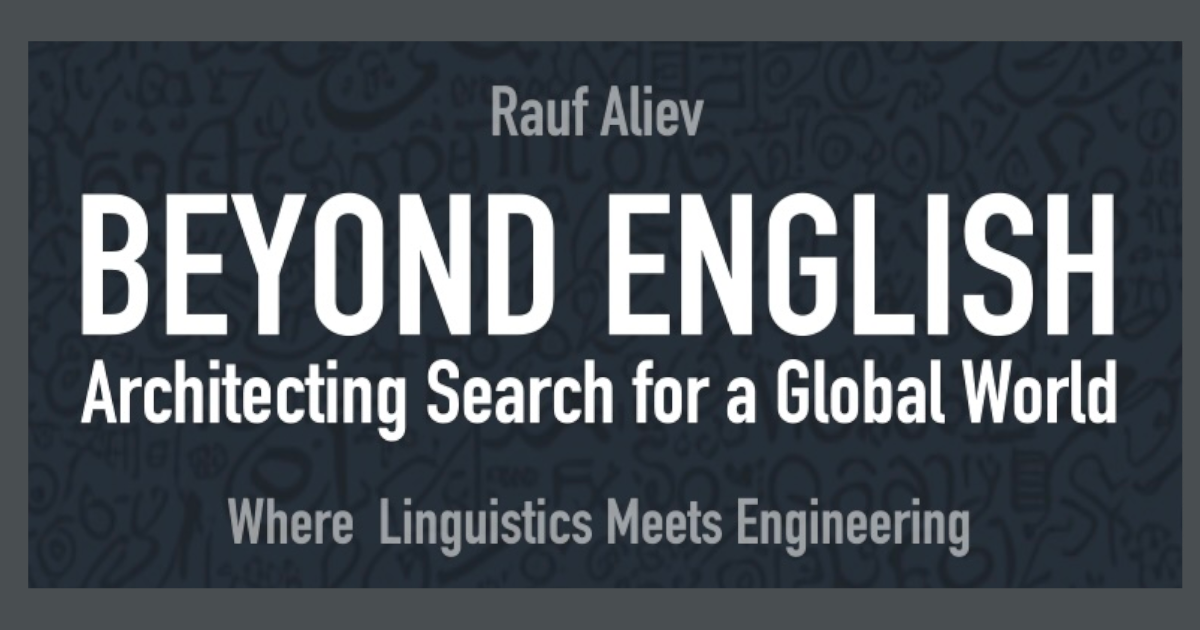 Rauf Aliev
BEYOND ENGLISH
Architecting Search for a Global World
Where Linguistics Meets Engineering